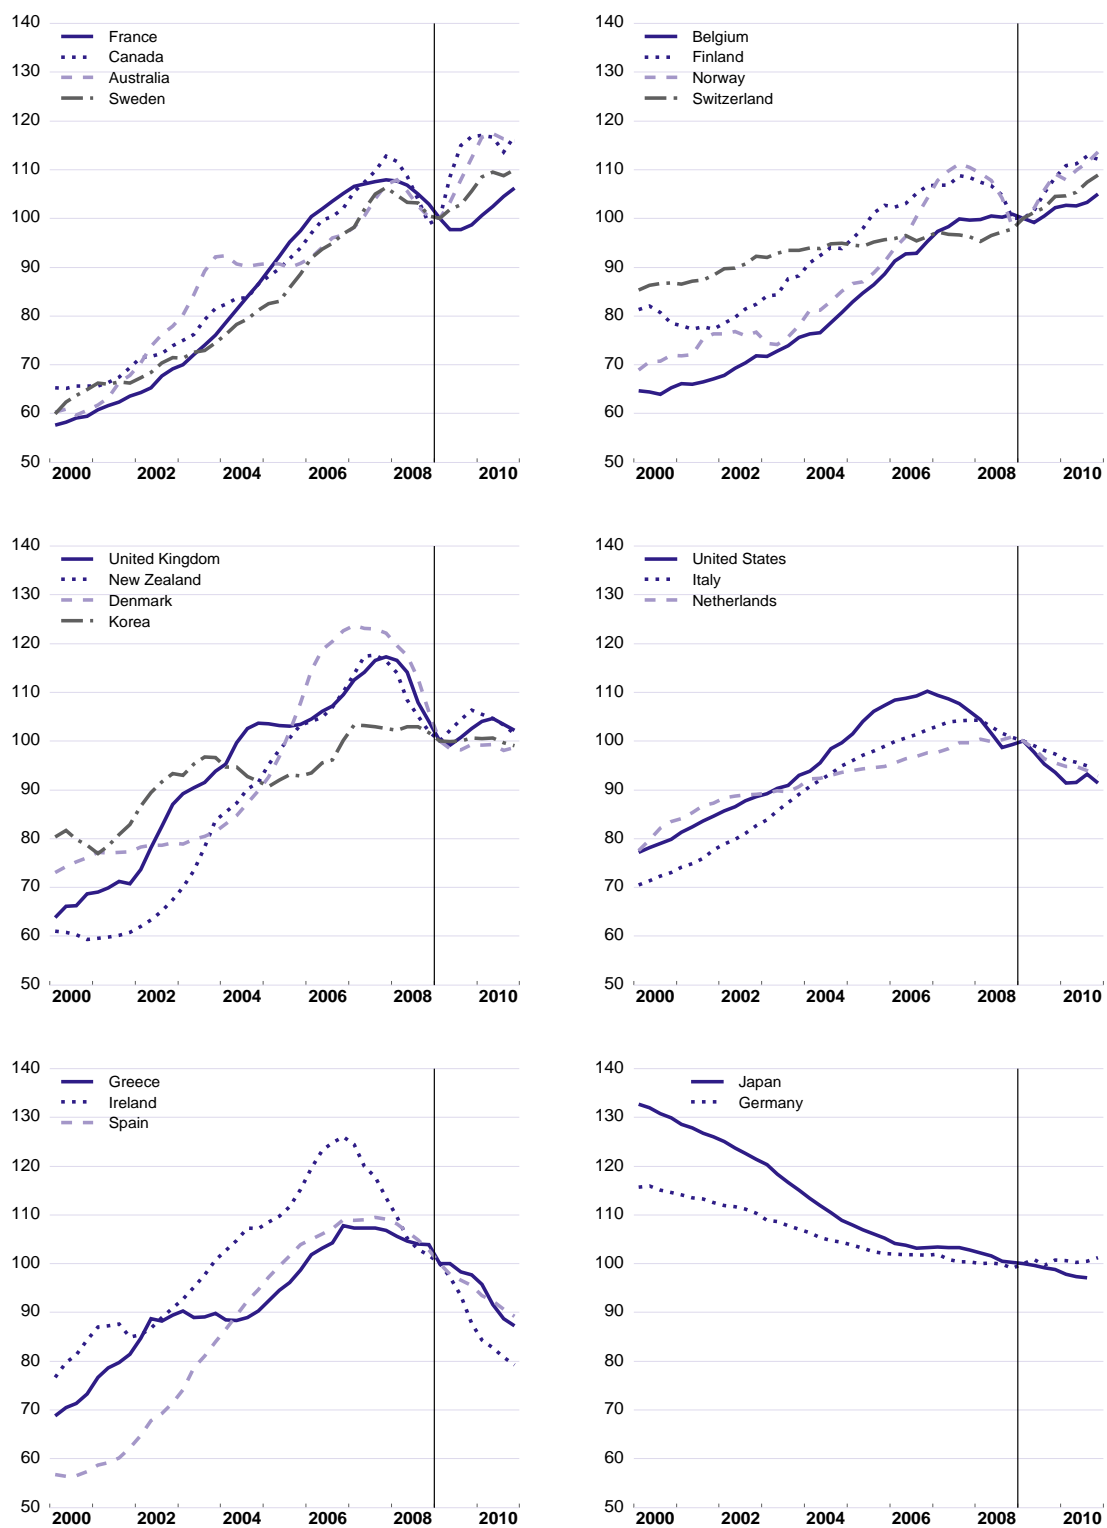 140
France
Canada
130
Australia
Sweden
120
110
100
90
80
70
60
50
2000 2002 2004 2006 2008 2010
140
Belgium
Finland
130
Norway
Switzerland
120
110
100
90
80
70
60
50
2000 2002 2004 2006 2008 2010
140
United Kingdom
New Zealand
130
Denmark
Korea
120
110
100
90
80
70
60
50
2000 2002 2004 2006 2008 2010
140
United States
Italy
130
Netherlands
120
110
100
90
80
70
60
50
2000 2002 2004 2006 2008 2010
140
Greece
Ireland
130
Spain
120
110
100
90
80
70
60
50
2000 2002 2004 2006 2008 2010
140
Japan
Germany
130
120
110
100
90
80
70
60
50
2000 2002 2004 2006 2008 2010